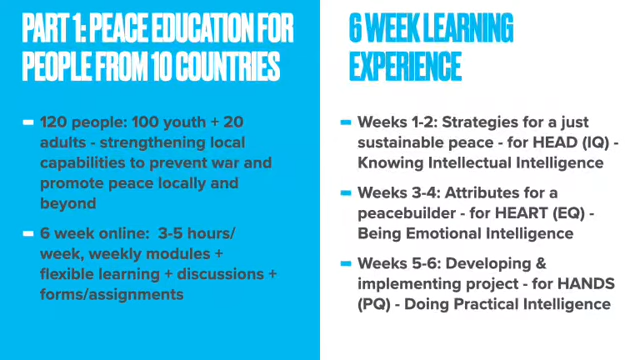 PART 1: PEACE EDUCATION FOR
PEOPLE FROM 10 COUNTRIES
120 people: 100 youth + 20
adults - strengthening local
capabilities to prevent war and
promote peace locally and
beyond
6 week online: 3-5 hours/
week, weekly modules +
flexible learning + discussions +
forms/assignments
6 WEEK LEARNING
EXPERIENCE
Weeks 1-2: Strategies for a just
sustainable peace - for HEAD (IQ) -
Knowing Intellectual Intelligence
Weeks 3-4: Attributes for a
peacebuilder - for HEART (EQ) -
Being Emotional Intelligence
Weeks 5-6: Developing &
implementing project - for HANDS
(PQ) - Doing Practical Intelligence